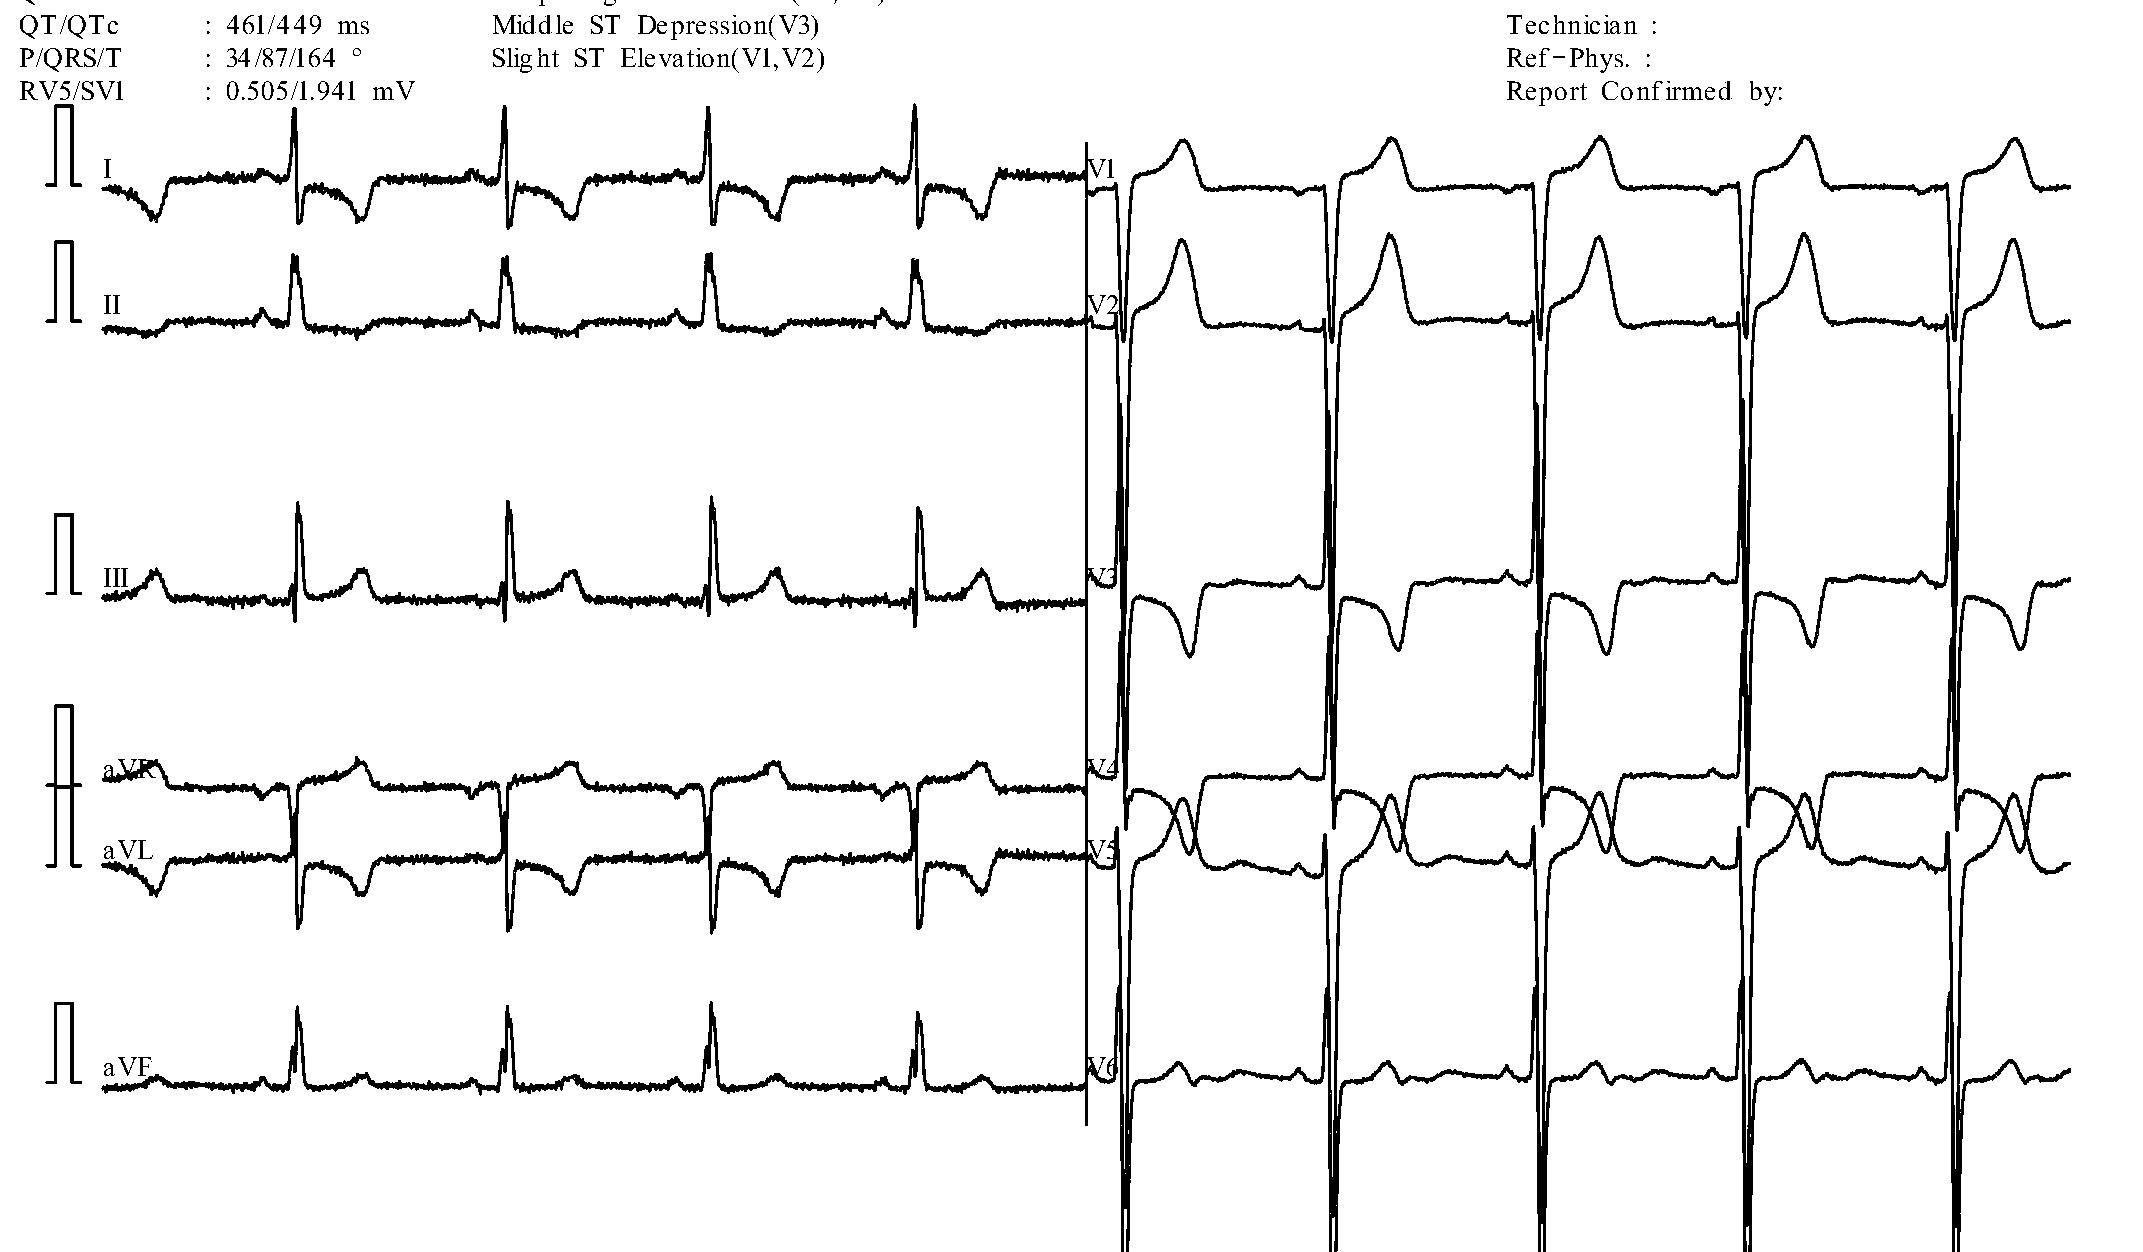 QT/QTc : 461/449 ms
P/QRS/T : 34/87/164 °
RV5/SV1 : 0.505/1.941 mV
Middle ST Depression(V3)
Slight ST Elevation(V1,V2)
Technician :
Ref-Phys. :
Report Confirmed by:
I
II
III
aVR
aVL
aVF
V1
V2
V3
V4
V5
V6